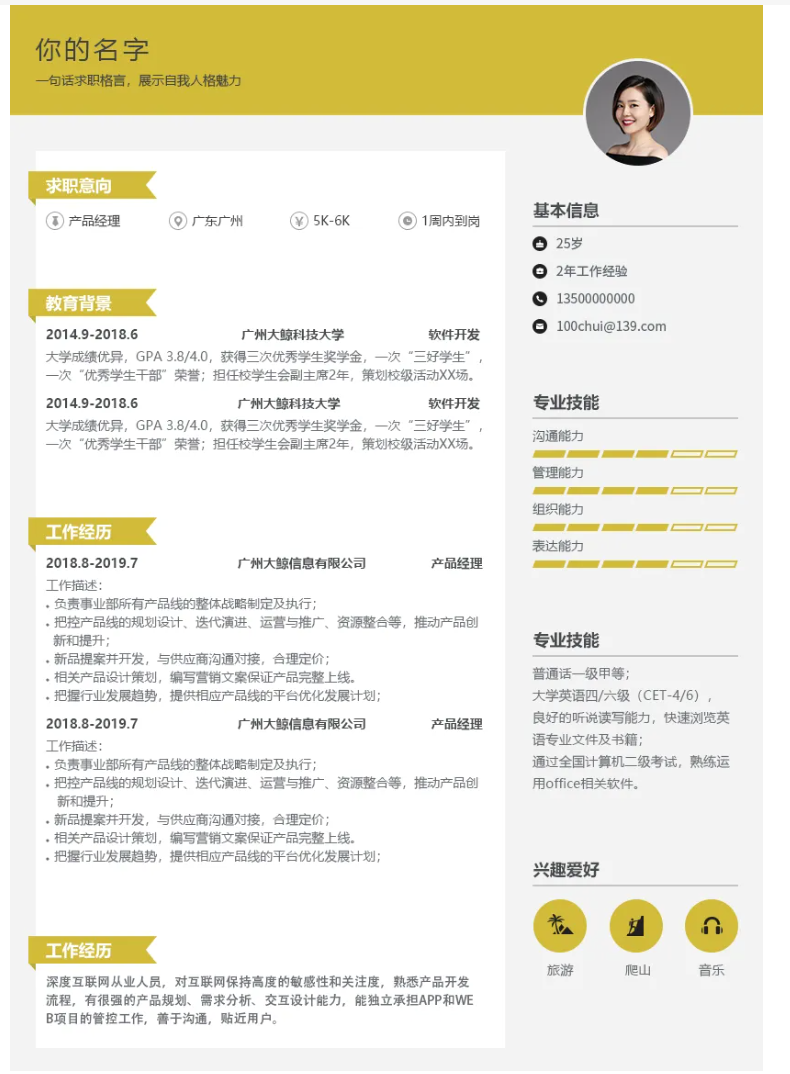 你的名字
一句话求职格言，展示自我人格魅力
求职意向
产品经理 广东广州 5K-6K 1周内到岗
教育背景
2014.9-2018.6 广州大鲸科技大学 软件开发
大学成绩优异，GPA 3.8/4.0，获得三次优秀学生奖学金，一次“三好学生”，
一次“优秀学生干部”荣誉；担任校学生会副主席2年，策划校级活动XX场。
2014.9-2018.6 广州大鲸科技大学 软件开发
大学成绩优异，GPA 3.8/4.0，获得三次优秀学生奖学金，一次“三好学生”，
一次“优秀学生干部”荣誉；担任校学生会副主席2年，策划校级活动XX场。
工作经历
2018.8-2019.7 广州大鲸信息有限公司 产品经理
工作描述：
• 负责事业部所有产品线的整体战略制定及执行；
• 把控产品线的规划设计、迭代演进、运营与推广、资源整合等，推动产品创
新和提升；
• 新品提案并开发，与供应商沟通对接，合理定价；
• 相关产品设计策划，编写营销文案保证产品完整上线。
• 把握行业发展趋势，提供相应产品线的平台优化发展计划；
2018.8-2019.7 广州大鲸信息有限公司 产品经理
工作描述：
• 负责事业部所有产品线的整体战略制定及执行；
• 把控产品线的规划设计、迭代演进、运营与推广、资源整合等，推动产品创
新和提升；
• 新品提案并开发，与供应商沟通对接，合理定价；
• 相关产品设计策划，编写营销文案保证产品完整上线。
• 把握行业发展趋势，提供相应产品线的平台优化发展计划；
工作经历
深度互联网从业人员，对互联网保持高度的敏感性和关注度，熟悉产品开发
流程，有很强的产品规划、需求分析、交互设计能力，能独立承担APP和WE
B项目的管控工作，善于沟通，贴近用户。
基本信息
25岁
2年工作经验
13500000000
100chui@139.com
专业技能
沟通能力
管理能力
组织能力
表达能力
专业技能
普通话一级甲等；
大学英语四/六级（CET-4/6），
良好的听说读写能力，快速浏览英
语专业文件及书籍；
通过全国计算机二级考试，熟练运
用office相关软件。
兴趣爱好
旅游 爬山 音乐